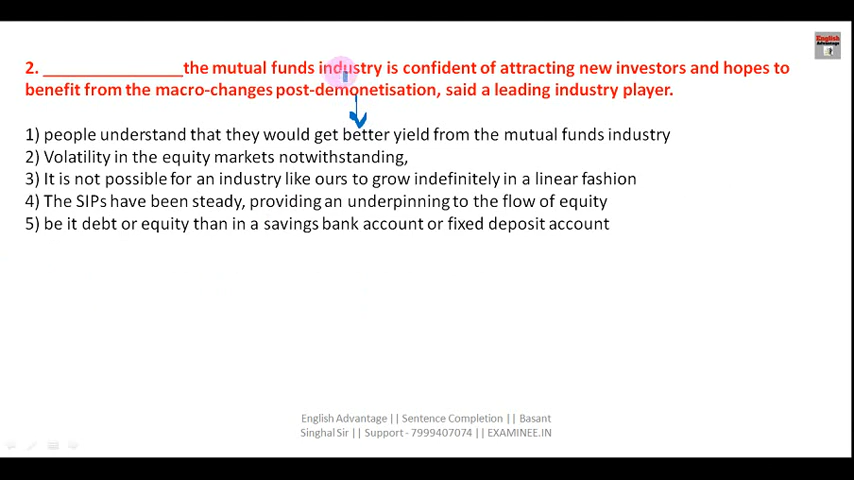 English
Advantage
2. ________________the mutual funds industry is confident of attracting new investors and hopes to
benefit from the macro-changes post-demonetisation, said a leading industry player.
1) people understand that they would get better yield from the mutual funds industry
2) Volatility in the equity markets notwithstanding,
3) It is not possible for an industry like ours to grow indefinitely in a linear fashion
4) The SIPs have been steady, providing an underpinning to the flow of equity
5) be it debt or equity than in a savings bank account or fixed deposit account
English Advantage || Sentence Completion || Basant
Singhal Sir || Support - 7999407074 || EXAMINEE.IN